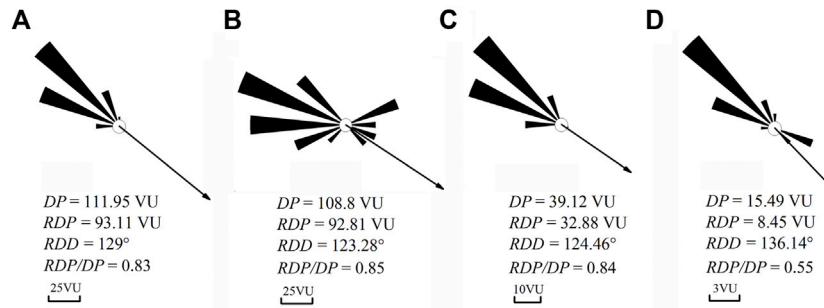 A
DP = 111.95 VU
RDP = 93.11 VU
RDD = 129°
RDP/DP = 0.83
25VU
B
DP = 108.8 VU
RDP = 92.81 VU
RDD = 123.28°
RDP/DP = 0.85
25VU
C
DP = 39.12 VU
RDP = 32.88 VU
RDD = 124.46°
RDP/DP = 0.84
10VU
D
DP = 15.49 VU
RDP = 8.45 VU
RDD = 136.14°
RDP/DP = 0.55
3VU